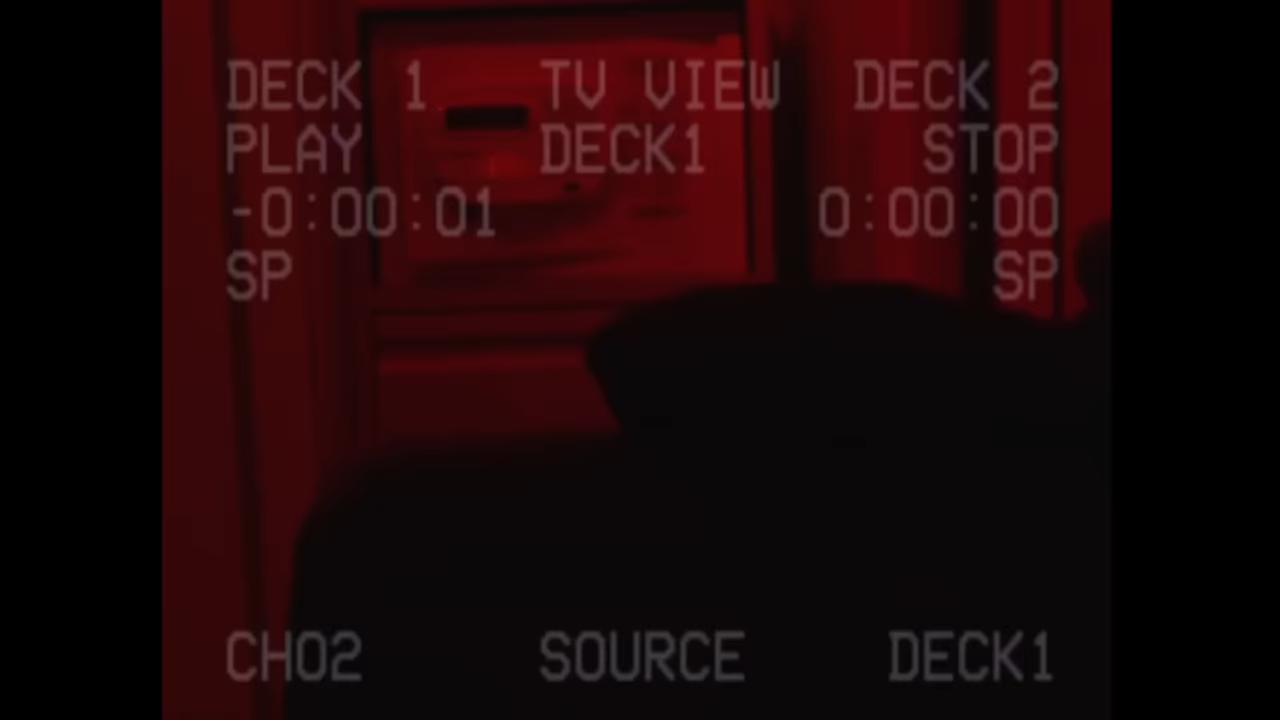 DECK 1 TV VIEW DECK 2
PLAY DECK1 STOP
-0:00:01 0:00:00
SP SP
CH02 SOURCE DECK1